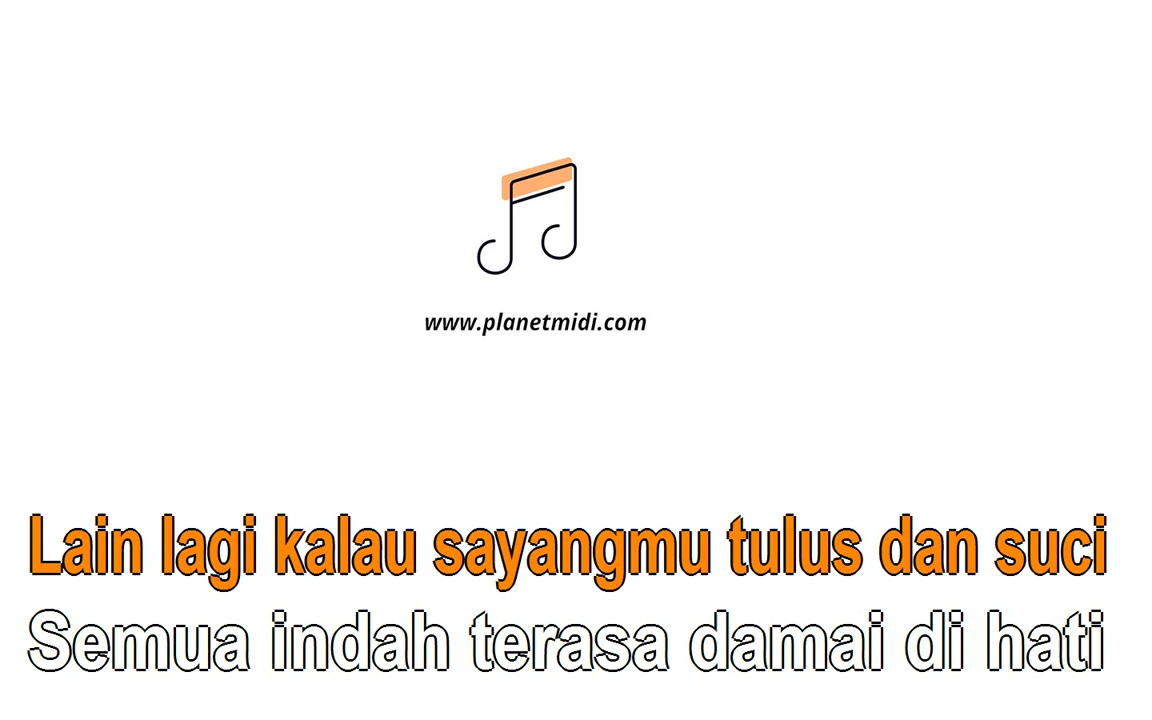 www.planetmidi.com
Lain lagi kalau sayangmu tulus dan suci
Semua indah terasa damai di hati